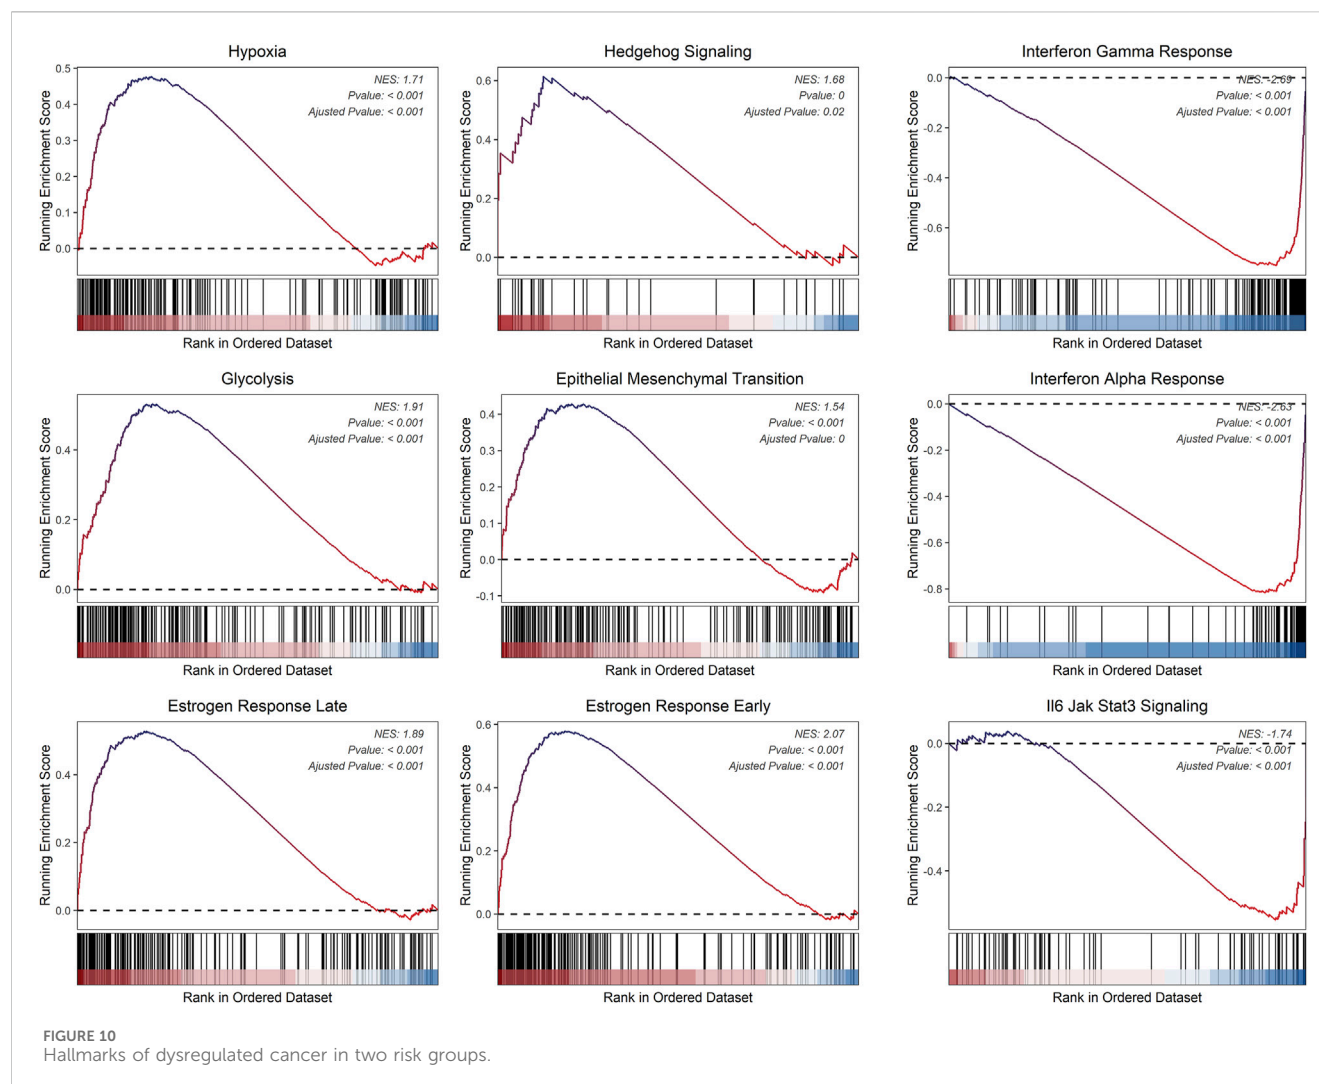 Hypoxia
NES: 1.71
Pvalue: < 0.001
Ajusted Pvalue: < 0.001
Running Enrichment Score
0.5
0.4
0.3
0.2
0.1
0.0
Rank in Ordered Dataset
Hedgehog Signaling
NES: 1.68
Pvalue: 0
Ajusted Pvalue: 0.02
Running Enrichment Score
0.6
0.4
0.2
0.0
Rank in Ordered Dataset
Interferon Gamma Response
NES: -2.69
Pvalue: < 0.001
Ajusted Pvalue: < 0.001
Running Enrichment Score
0.0
-0.2
-0.4
-0.6
Rank in Ordered Dataset
Glycolysis
NES: 1.91
Pvalue: < 0.001
Ajusted Pvalue: < 0.001
Running Enrichment Score
0.4
0.2
0.0
Rank in Ordered Dataset
Epithelial Mesenchymal Transition
NES: 1.54
Pvalue: < 0.001
Ajusted Pvalue: 0
Running Enrichment Score
0.4
0.3
0.2
0.1
0.0
-0.1
Rank in Ordered Dataset
Interferon Alpha Response
NES: -2.63
Pvalue: < 0.001
Ajusted Pvalue: < 0.001
Running Enrichment Score
0.0
-0.2
-0.4
-0.6
-0.8
Rank in Ordered Dataset
Estrogen Response Late
NES: 1.89
Pvalue: < 0.001
Ajusted Pvalue: < 0.001
Running Enrichment Score
0.4
0.2
0.0
Rank in Ordered Dataset
Estrogen Response Early
NES: 2.07
Pvalue: < 0.001
Ajusted Pvalue: < 0.001
Running Enrichment Score
0.6
0.4
0.2
0.0
Rank in Ordered Dataset
Il6 Jak Stat3 Signaling
NES: -1.74
Pvalue: < 0.001
Ajusted Pvalue: < 0.001
Running Enrichment Score
0.0
-0.2
-0.4
Rank in Ordered Dataset
FIGURE 10
Hallmarks of dysregulated cancer in two risk groups.